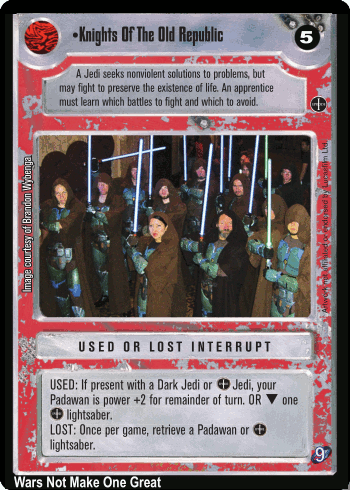 •Knights Of The Old Republic
5
A Jedi seeks nonviolent solutions to problems, but
may fight to preserve the existence of life. An apprentice
must learn which battles to fight and which to avoid.
Image courtesy of Brandon Wybenga
USED OR LOST INTERRUPT
USED: If present with a Dark Jedi or Jedi, your
Padawan is power +2 for remainder of turn. OR ▼ one
lightsaber.
LOST: Once per game, retrieve a Padawan or
lightsaber.
9
Wars Not Make One Great